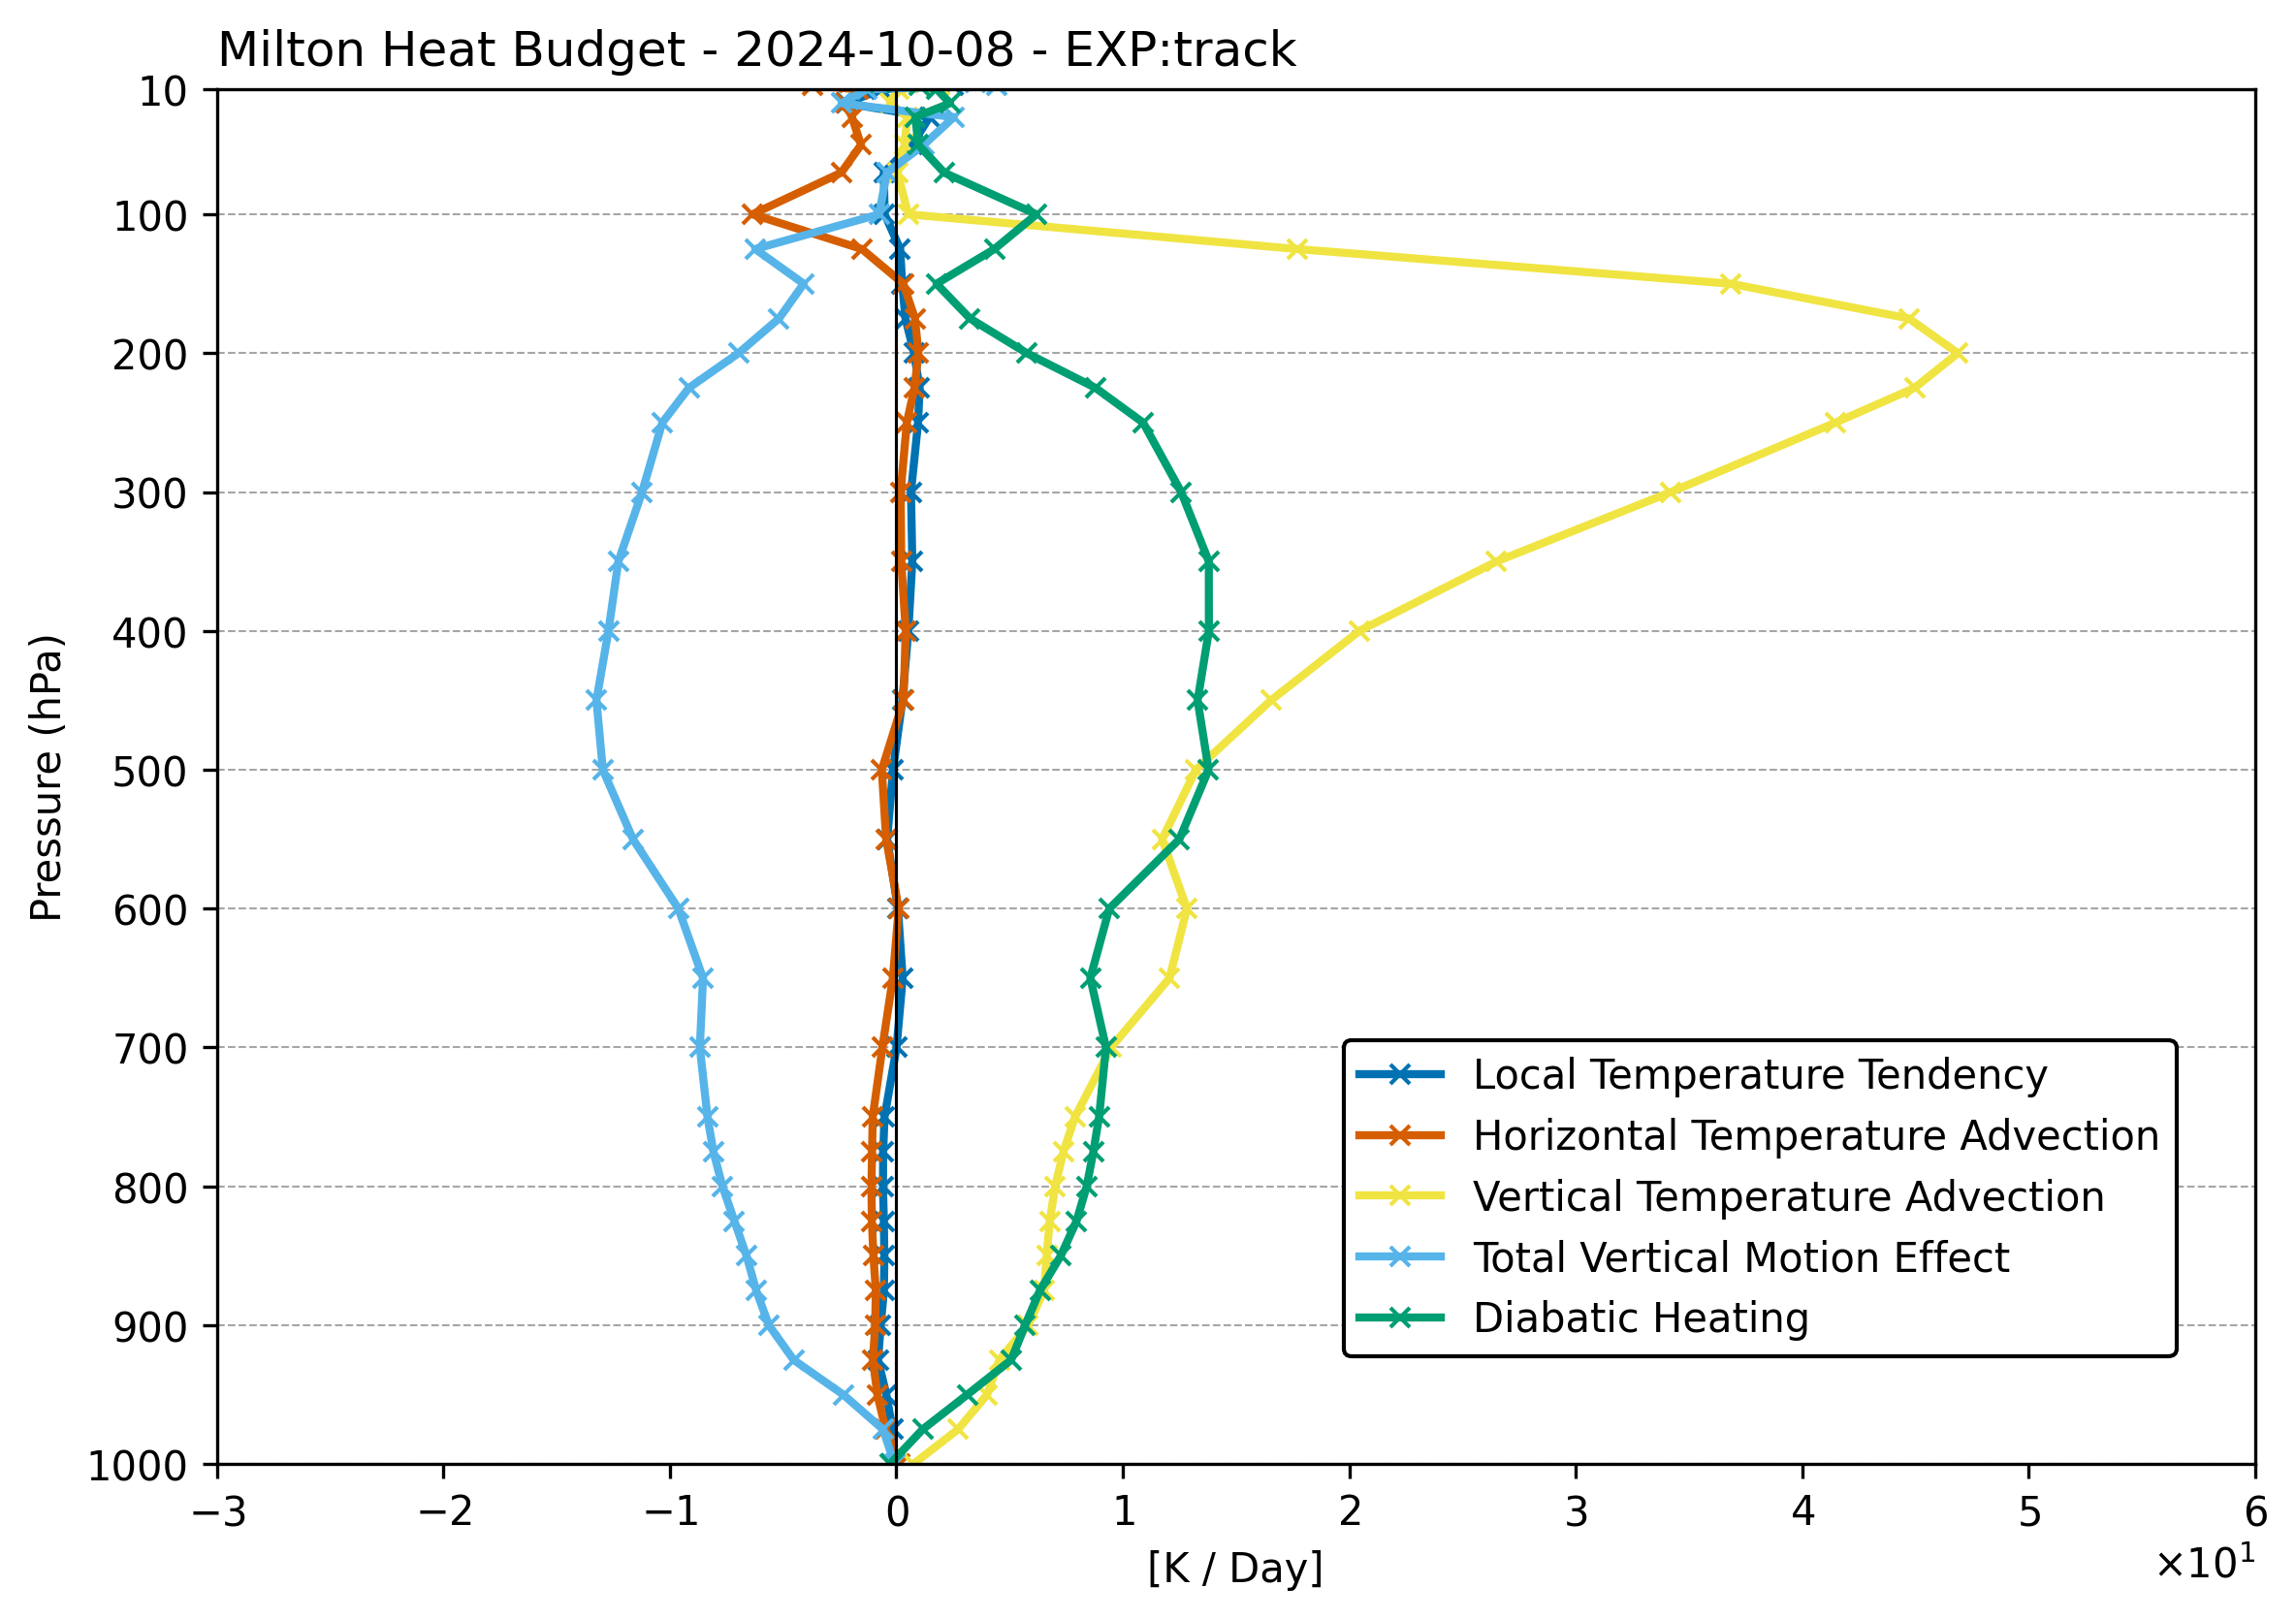 Milton Heat Budget - 2024-10-08 - EXP:track
10
100
200
300
400
500
600
700
800
900
1000
Pressure (hPa)
Local Temperature Tendency
Horizontal Temperature Advection
Vertical Temperature Advection
Total Vertical Motion Effect
Diabatic Heating
−3 −2 −1 0 1 2 3 4 5 6
[K / Day]
×10¹